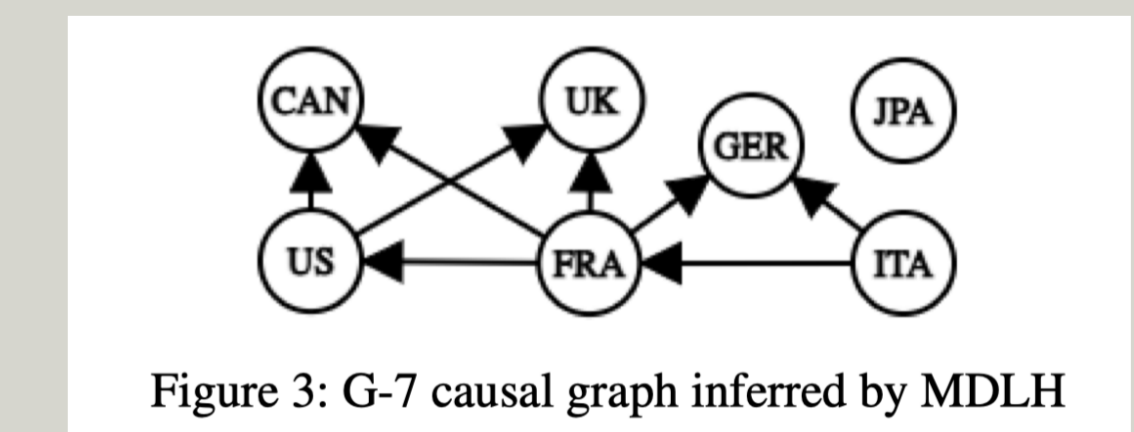 CAN
UK
GER
JPA
US
FRA
ITA
Figure 3: G-7 causal graph inferred by MDLH